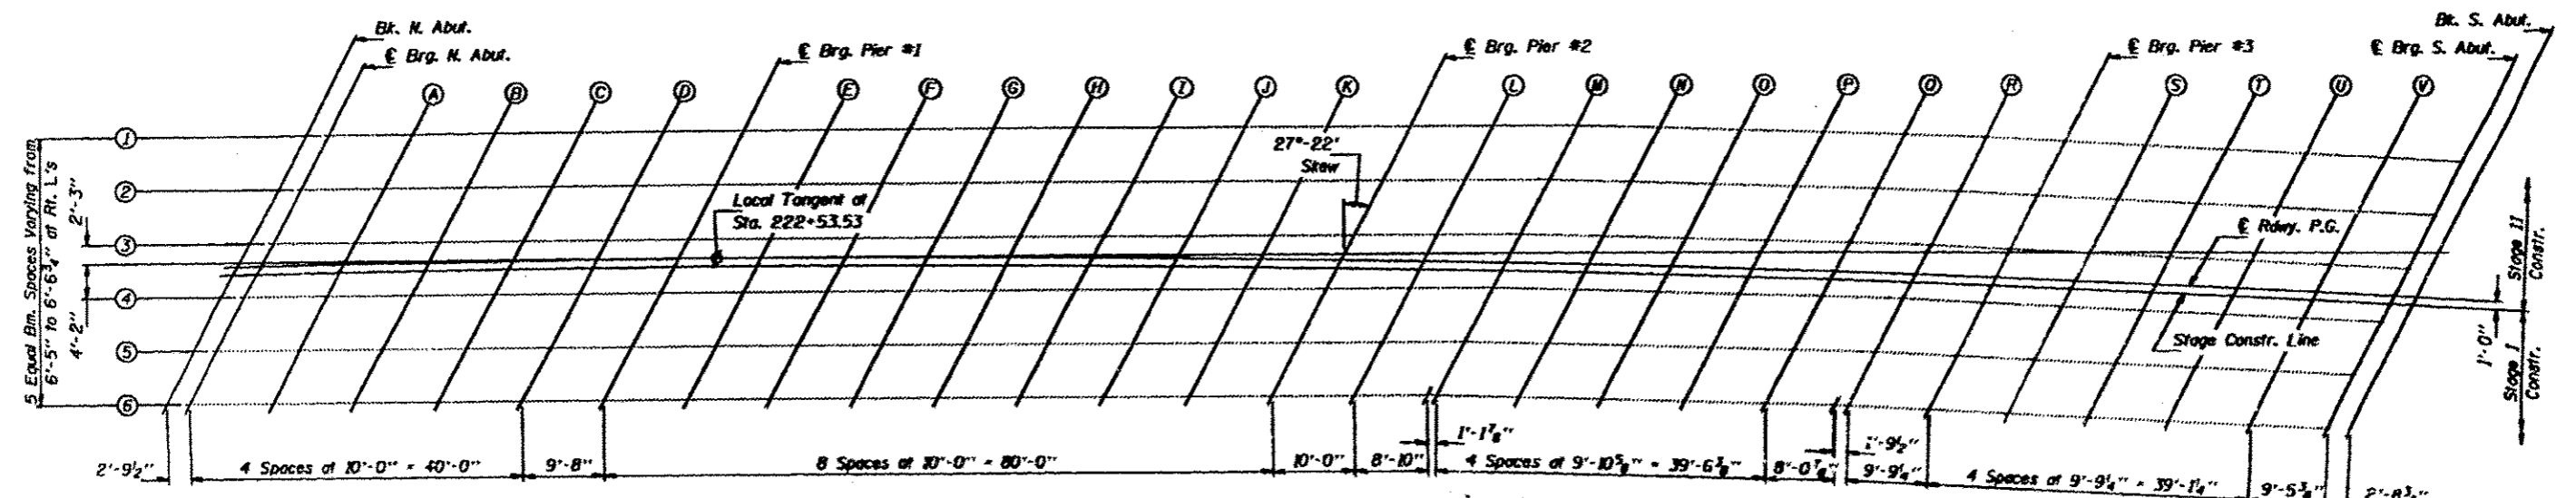 Bk. N. Abut.
℄ Brg. N. Abut.
℄ Brg. Pier #1
℄ Brg. Pier #2
℄ Brg. Pier #3
Bk. S. Abut.
℄ Brg. S. Abut.
A B C D E F G H I J K L M N O P Q R S T U V
1
2
3
4
5
6
5 Equal Bm. Spaces Varying from
6'-5" to 6'-6¾" at Rt. L's
2'-3"
4'-2"
Local Tangent at
Sta. 222+53.53
27°-22'
Skew
℄ Rdwy. P.G.
Stage Constr. Line
Stage II
Constr.
1'-0"
Stage I
Constr.
2'-9½"
4 Spaces at 10'-0" = 40'-0"
9'-8"
8 Spaces at 10'-0" = 80'-0"
10'-0"
8'-10"
1'-1⅞"
4 Spaces at 9'-10⅝" = 39'-6⅜"
8'-0⅞"
1'-9½"
9'-9¼"
4 Spaces at 9'-9¼" = 39'-1¼"
9'-5¾"
2'-8¾"